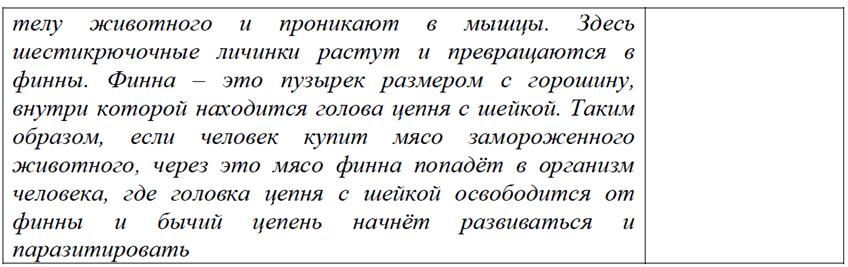 телу животного и проникают в мышцы. Здесь
шестикрючочные личинки растут и превращаются в
финны. Финна – это пузырек размером с горошину,
внутри которой находится голова цепня с шейкой. Таким
образом, если человек купит мясо замороженного
животного, через это мясо финна попадёт в организм
человека, где головка цепня с шейкой освободится от
финны и бычий цепень начнёт развиваться и
паразитировать